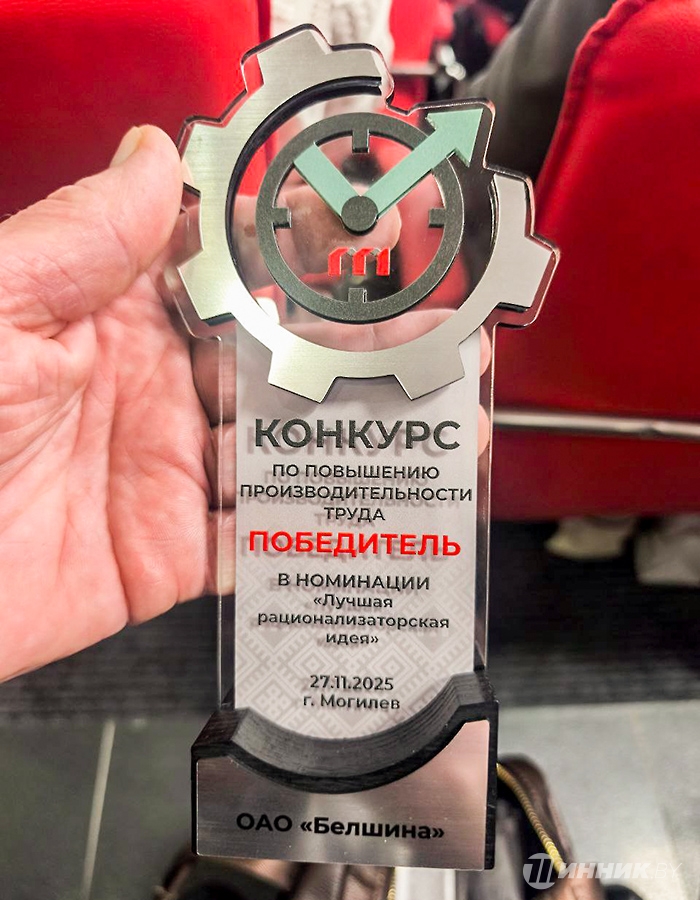 КОНКУРС
ПО ПОВЫШЕНИЮ
ПРОИЗВОДИТЕЛЬНОСТИ
ТРУДА
ПОБЕДИТЕЛЬ
В НОМИНАЦИИ
«Лучшая
рационализаторская
идея»
27.11.2025
г. Могилев
ОАО «Белшина»